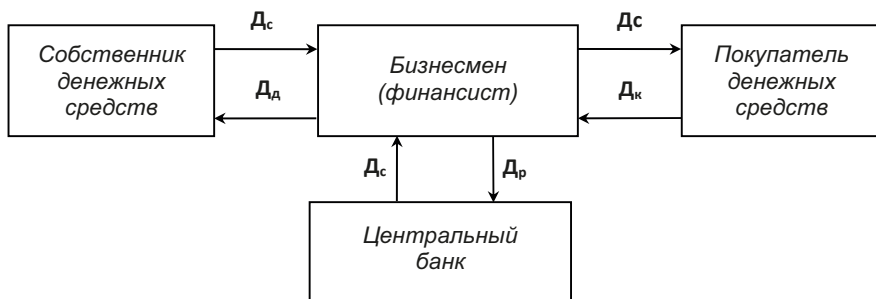 Дс
Дс
Собственник
денежных
средств
Бизнесмен
(финансист)
Покупатель
денежных
средств
Дд
Дк
Дс
Др
Центральный
банк